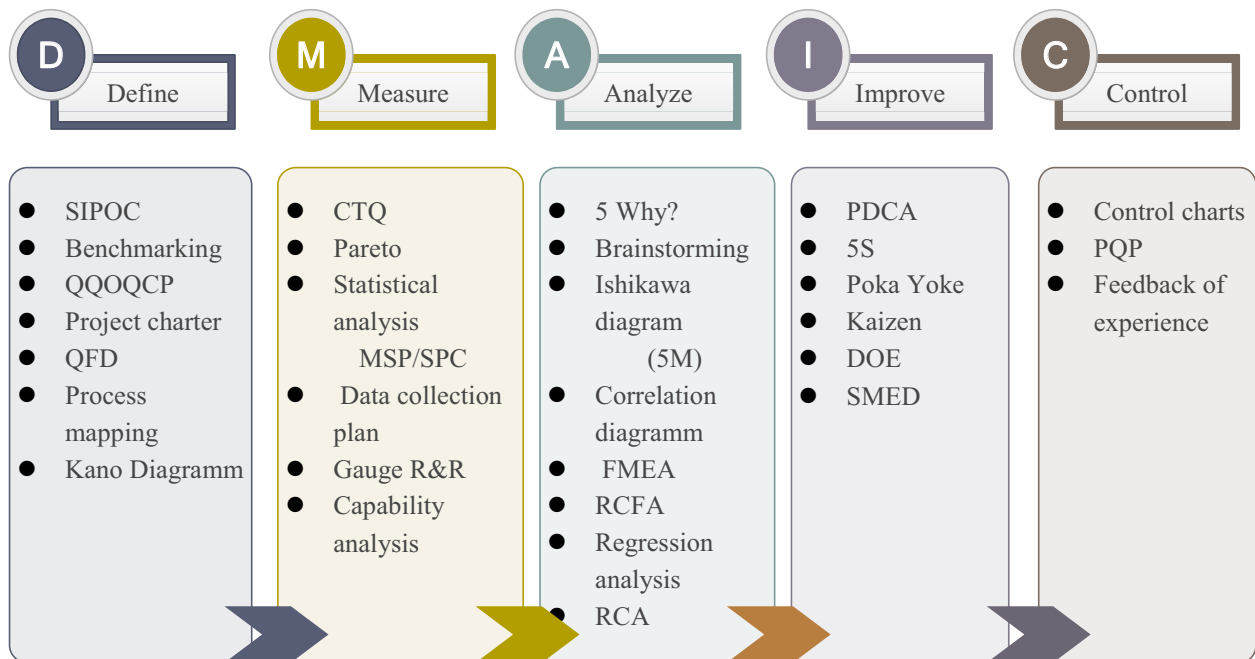 D
Define
M
Measure
A
Analyze
I
Improve
C
Control
● SIPOC
● Benchmarking
● QQOQCP
● Project charter
● QFD
● Process
mapping
● Kano Diagramm
● CTQ
● Pareto
● Statistical
analysis
MSP/SPC
● Data collection
plan
● Gauge R&R
● Capability
analysis
● 5 Why?
● Brainstorming
● Ishikawa
diagram
(5M)
● Correlation
diagramm
● FMEA
● RCFA
● Regression
analysis
● RCA
● PDCA
● 5S
● Poka Yoke
● Kaizen
● DOE
● SMED
● Control charts
● PQP
● Feedback of
experience